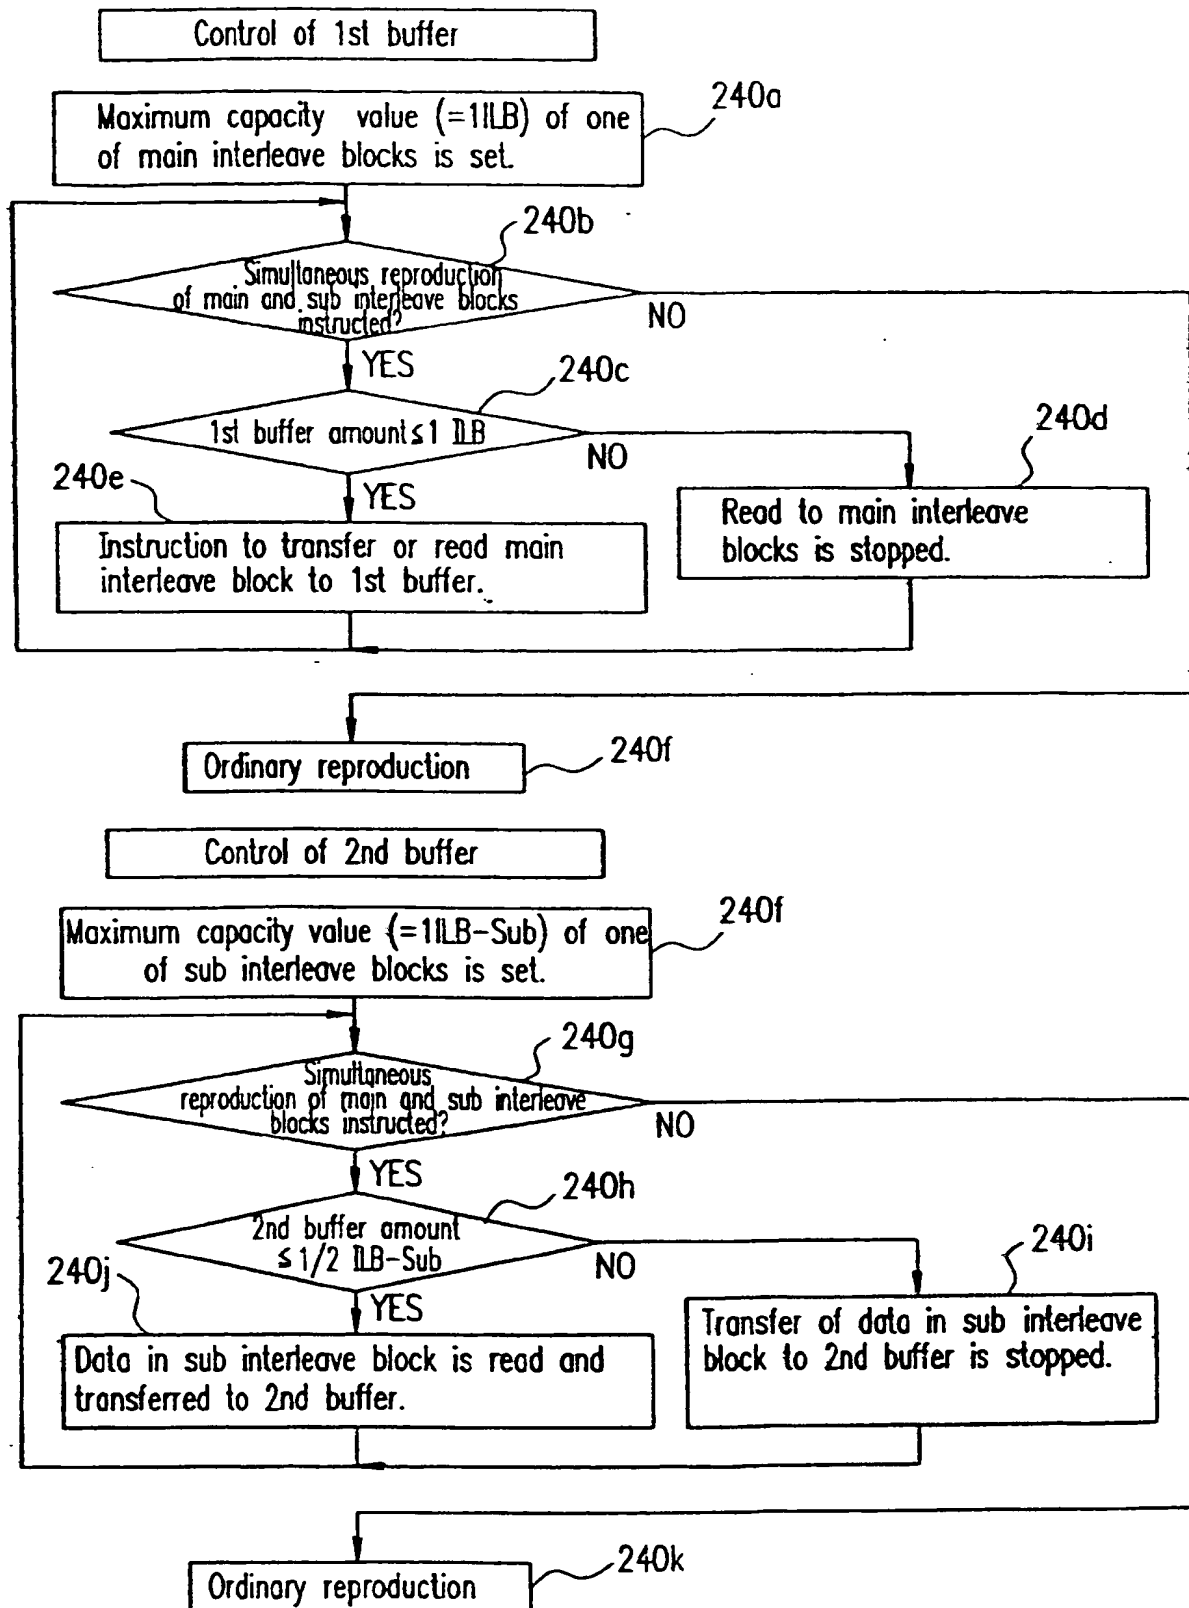 Control of 1st buffer
240a
Maximum capacity value (=1ILB) of one
of main interleave blocks is set.
240b
Simultaneous reproduction
of main and sub interleave blocks
instructed?
NO
YES
240c
1st buffer amount≤1 ILB
NO
240d
YES
240e
Instruction to transfer or read main
interleave block to 1st buffer.
Read to main interleave
blocks is stopped.
Ordinary reproduction
240f
Control of 2nd buffer
240f
Maximum capacity value (=1ILB-Sub) of one
of sub interleave blocks is set.
240g
Simultaneous
reproduction of main and sub interleave
blocks instructed?
NO
YES
240h
2nd buffer amount
≤1/2 ILB-Sub
NO
240i
YES
240j
Data in sub interleave block is read and
transferred to 2nd buffer.
Transfer of data in sub interleave
block to 2nd buffer is stopped.
Ordinary reproduction
240k